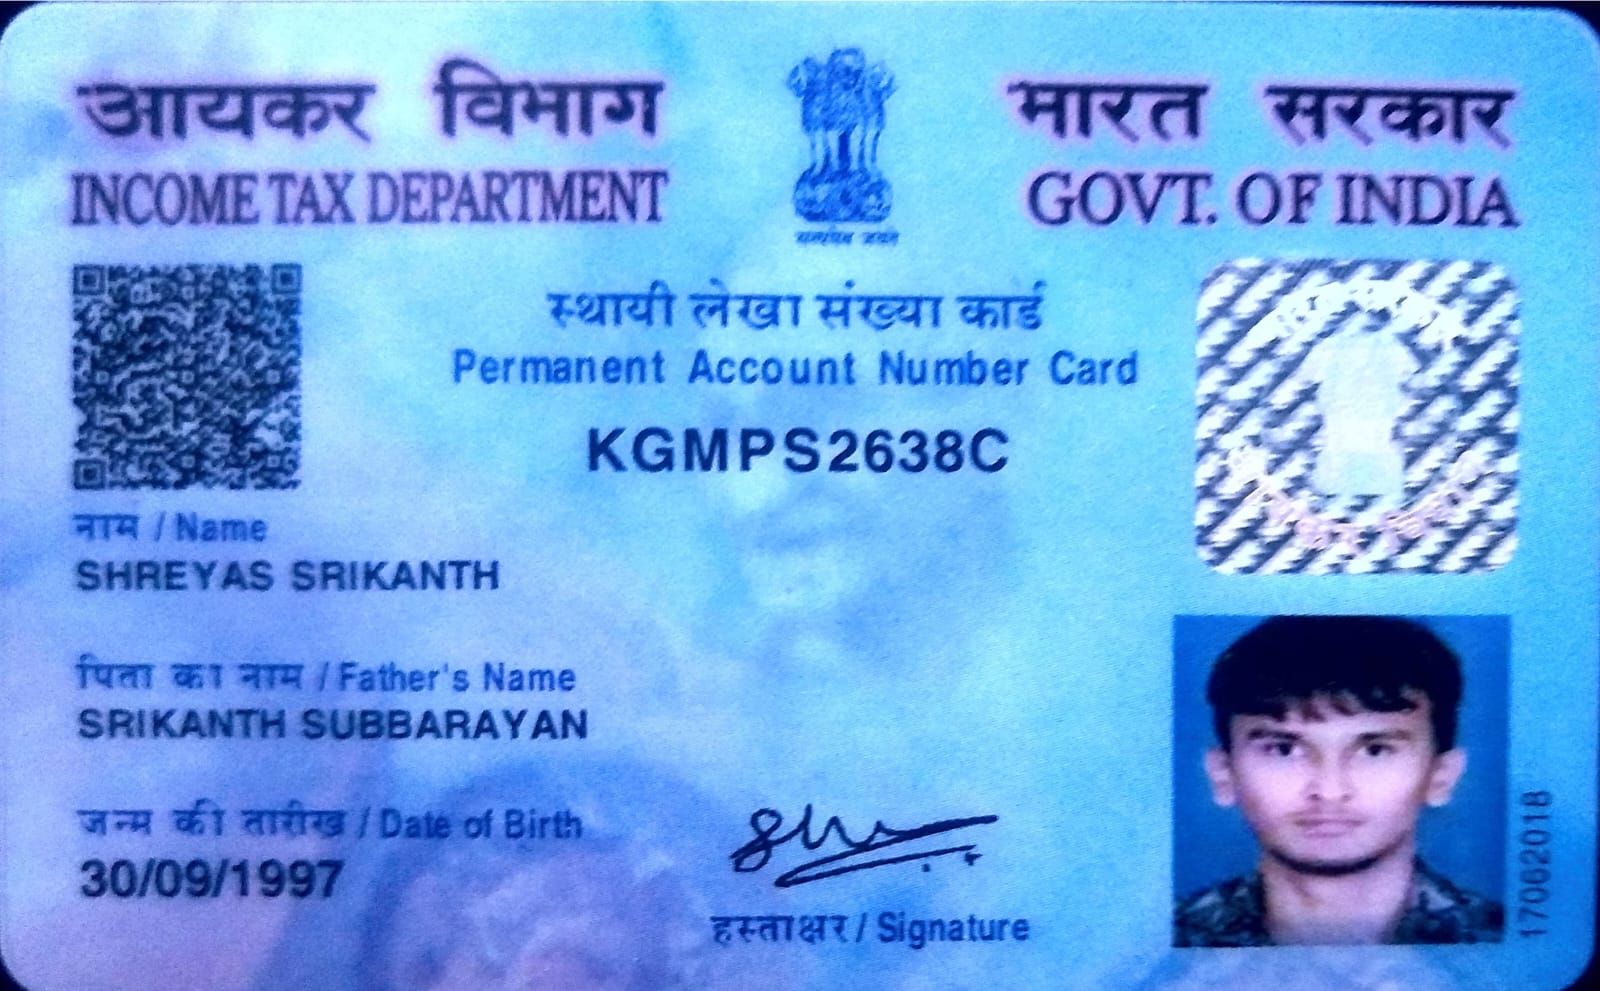 आयकर विभाग
INCOME TAX DEPARTMENT
भारत सरकार
GOVT. OF INDIA
सत्यमेव जयते
स्थायी लेखा संख्या कार्ड
Permanent Account Number Card
KGMPS2638C
नाम / Name
SHREYAS SRIKANTH
पिता का नाम / Father's Name
SRIKANTH SUBBARAYAN
जन्म की तारीख / Date of Birth
30/09/1997
हस्ताक्षर / Signature
17062018